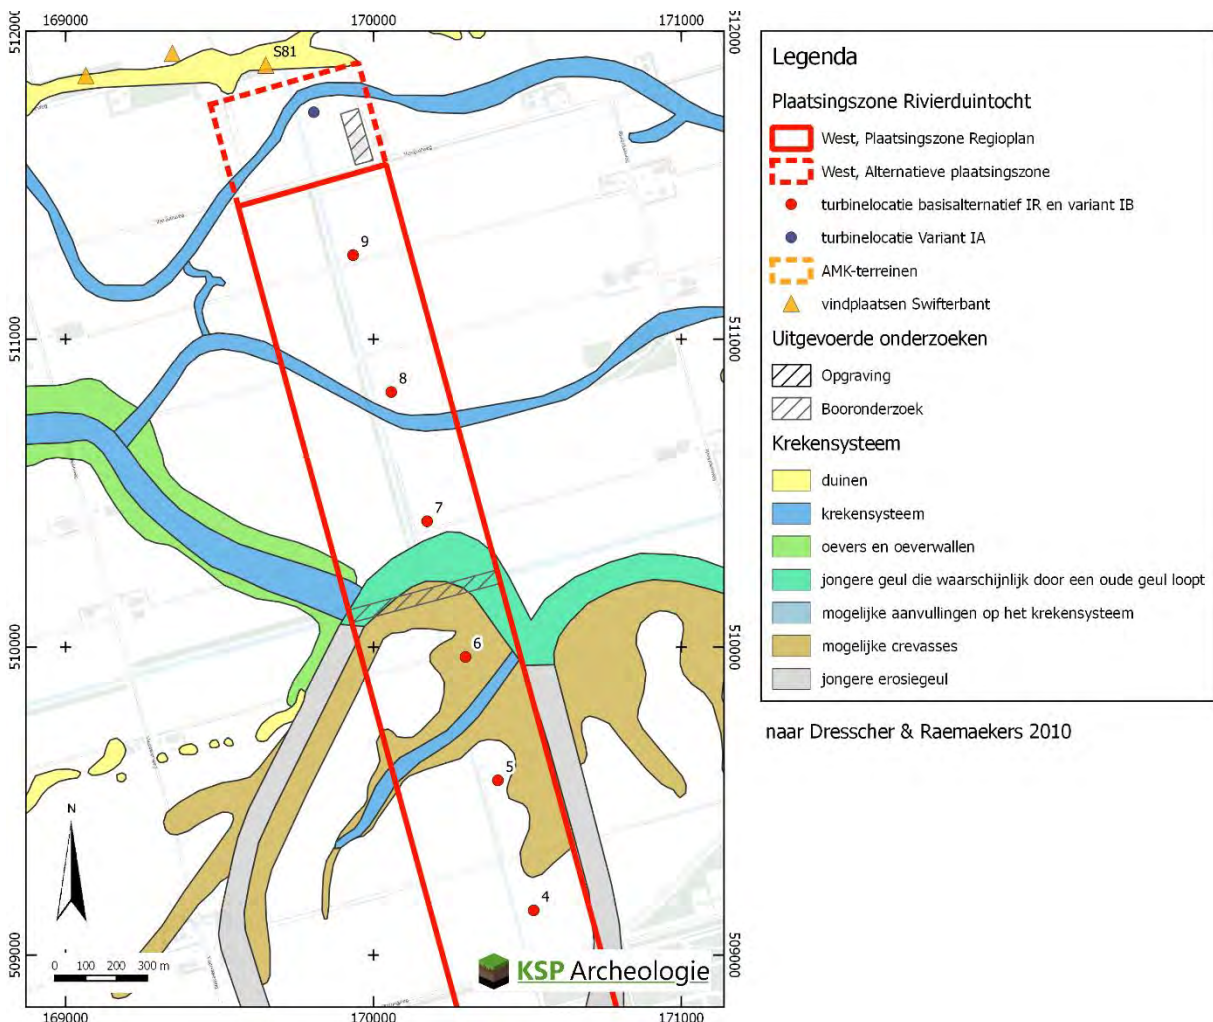 169000
170000
171000
512000
512000
S81
9
511000
511000
8
7
510000
510000
6
5
N
4
509000
509000
0 100 200 300 m
KSP Archeologie
169000
170000
171000
Legenda
Plaatsingszone Rivierduintocht
West, Plaatsingszone Regioplan
West, Alternatieve plaatsingszone
turbinelocatie basisalternatief IR en variant IB
turbinelocatie Variant IA
AMK-terreinen
vindplaatsen Swifterbant
Uitgevoerde onderzoeken
Opgraving
Booronderzoek
Krekensysteem
duinen
krekensysteem
oevers en oeverwallen
jongere geul die waarschijnlijk door een oude geul loopt
mogelijke aanvullingen op het krekensysteem
mogelijke crevasses
jongere erosiegeul
naar Dresscher & Raemaekers 2010